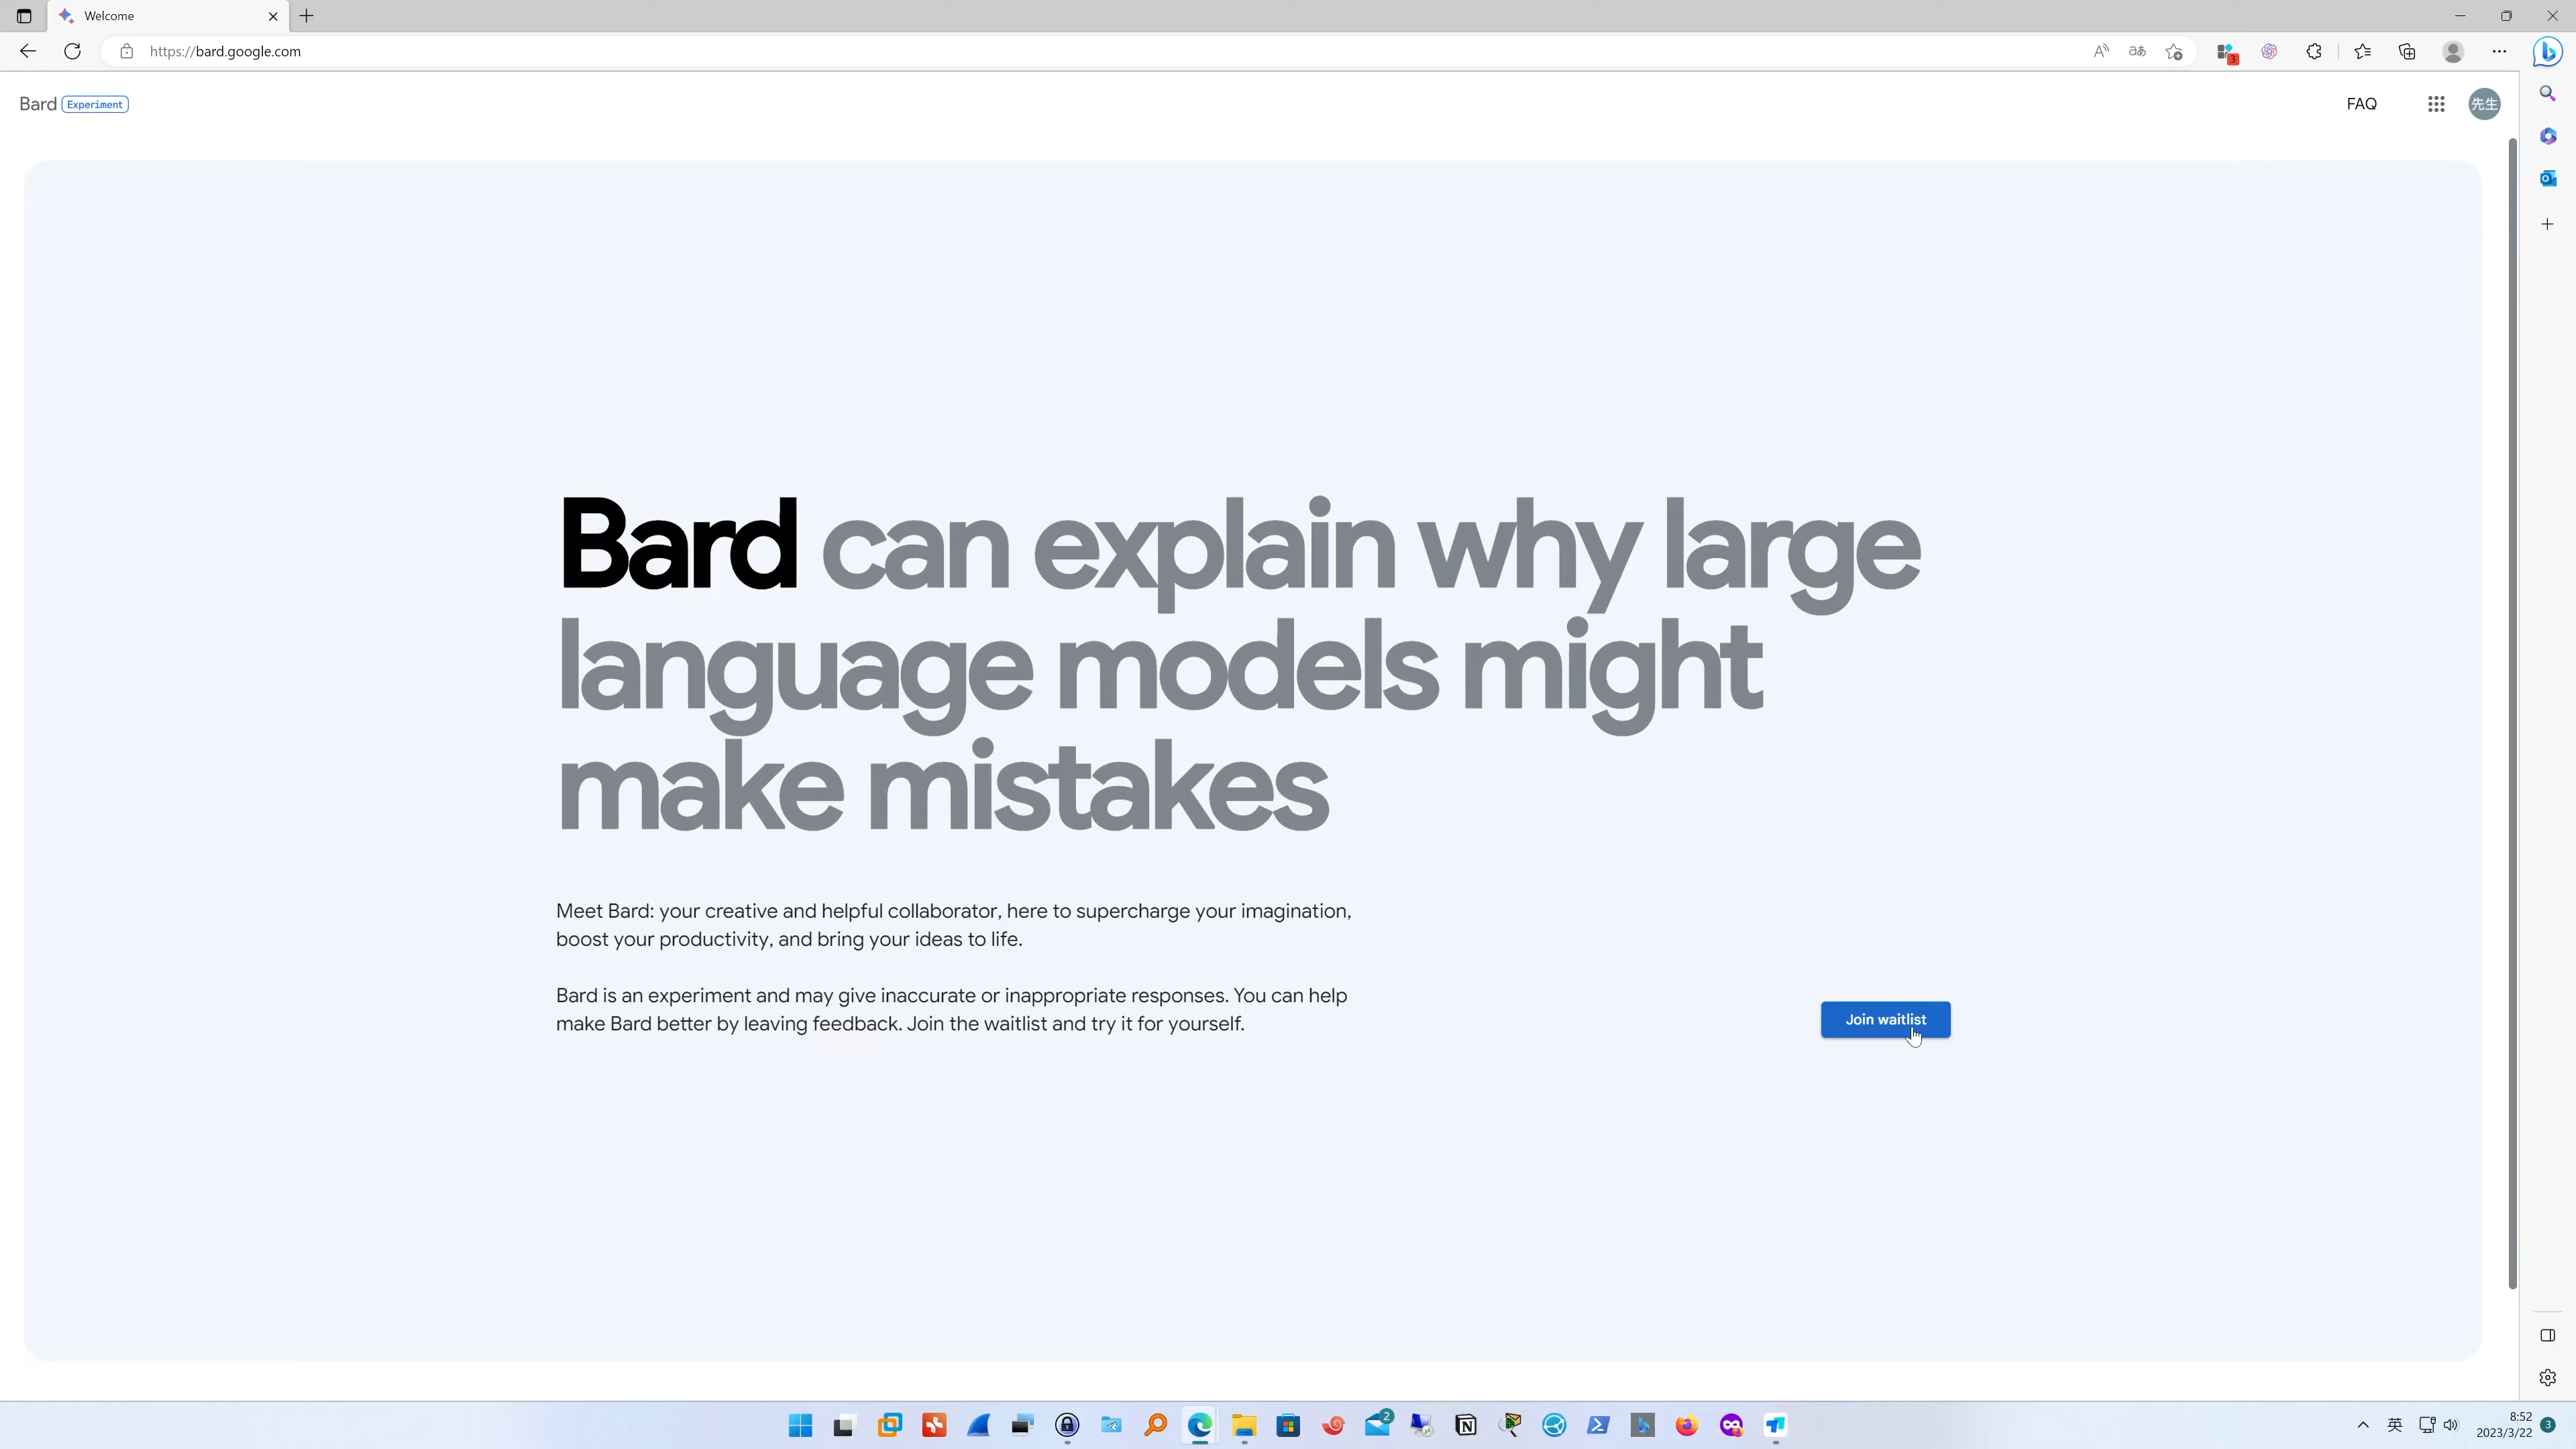 Welcome
https://bard.google.com
3
Bard Experiment
FAQ
先生
Bard can explain why large
language models might
make mistakes
Meet Bard: your creative and helpful collaborator, here to supercharge your imagination,
boost your productivity, and bring your ideas to life.
Bard is an experiment and may give inaccurate or inappropriate responses. You can help
make Bard better by leaving feedback. Join the waitlist and try it for yourself.
Join waitlist
2
英
8:52
2023/3/22
3